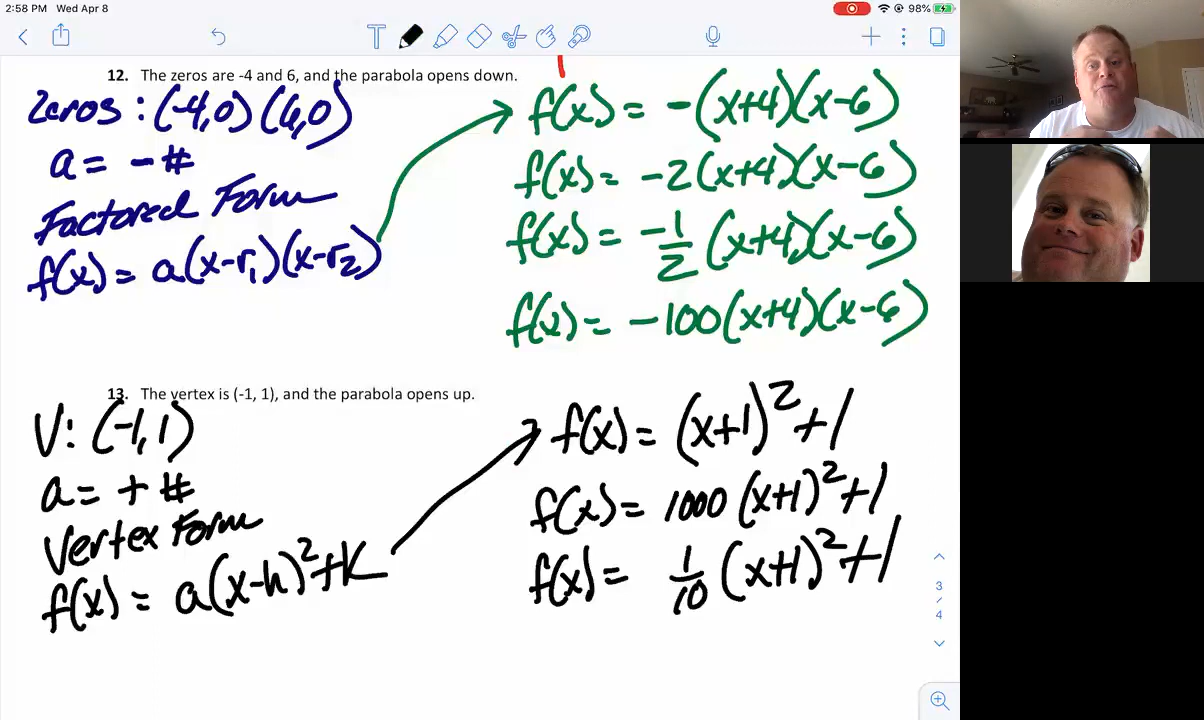 2:58 PM Wed Apr 8
98%
12. The zeros are -4 and 6, and the parabola opens down.
Zeros : (-4,0) (6,0)
a = - #
Factored Form
f(x) = a(x-r₁)(x-r₂)
f(x) = -(x+4)(x-6)
f(x) = -2(x+4)(x-6)
f(x) = -1/2 (x+4)(x-6)
f(x) = -100(x+4)(x-6)
13. The vertex is (-1, 1), and the parabola opens up.
V: (-1,1)
a = + #
Vertex Form
f(x) = a(x-h)²+k
f(x) = (x+1)²+1
f(x) = 1000 (x+1)²+1
f(x) = 1/10 (x+1)²+1
3
/
4